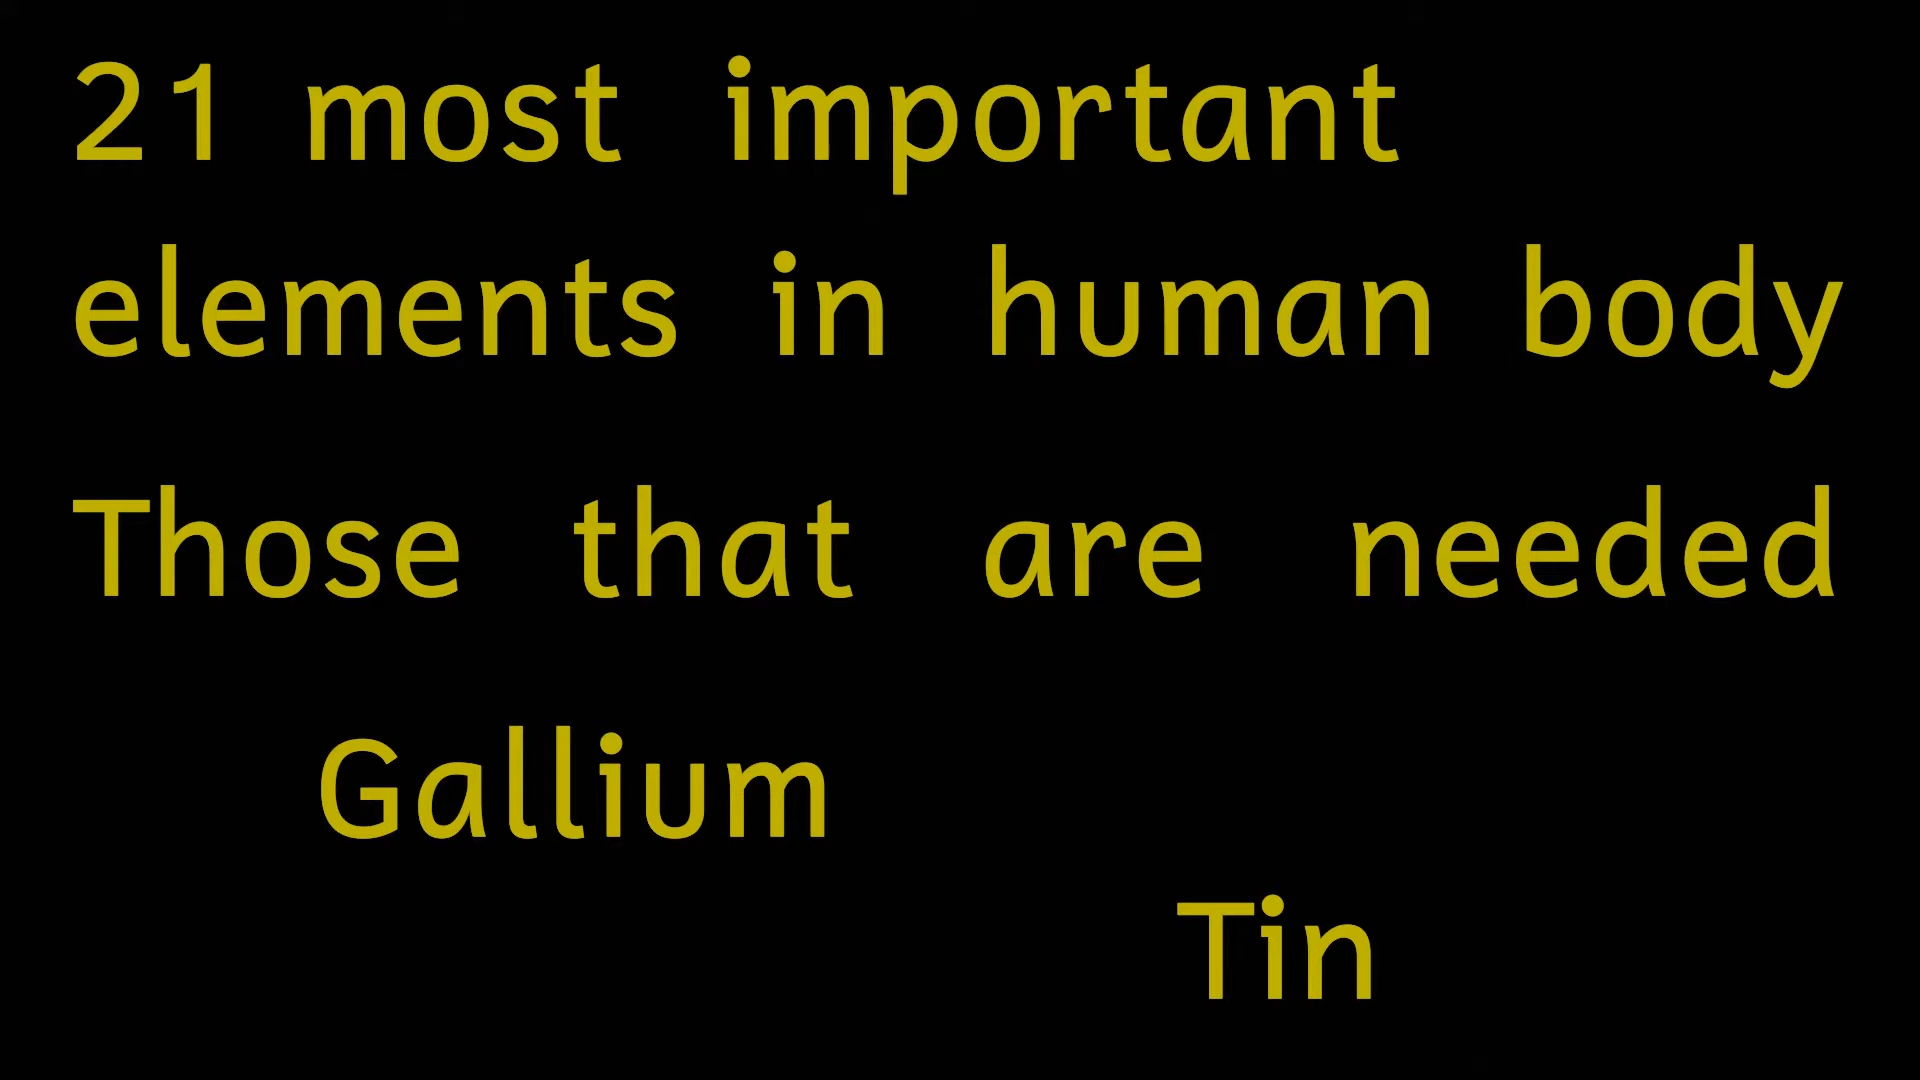 21 most important
elements in human body
Those that are needed
Gallium
Tin